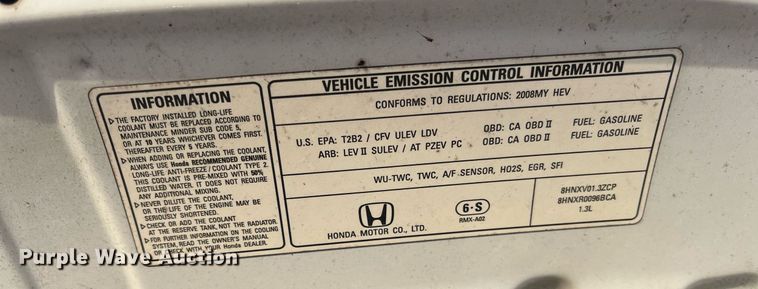 INFORMATION
▷THE FACTORY INSTALLED LONG-LIFE
COOLANT MUST BE REPLACED ACCORDING TO
MAINTENANCE MINDER SUB CODE 5,
OR AT 10 YEARS WHICHEVER COMES FIRST.
THEREAFTER EVERY 5 YEARS.
▷WHEN ADDING OR REPLACING THE COOLANT,
ALWAYS USE Honda RECOMMENDED GENUINE
LONG-LIFE ANTI-FREEZE / COOLANT TYPE 2.
THIS COOLANT IS PRE-MIXED WITH 50%
DISTILLED WATER. IT DOES NOT REQUIRE
ANY ADDITIONAL MIXING.
▷NEVER DILUTE THE COOLANT,
OR THE LIFE OF THE ENGINE MAY BE
SERIOUSLY SHORTENED.
▷CHECK OR ADD THE COOLANT
AT THE RESERVE TANK, NOT THE RADIATOR.
▷FOR FURTHER INFORMATION ON THE COOLING
SYSTEM, READ THE OWNER'S MANUAL
OR CHECK WITH YOUR Honda DEALER.
VEHICLE EMISSION CONTROL INFORMATION
CONFORMS TO REGULATIONS: 2008MY HEV
U.S. EPA: T2B2 / CFV ULEV LDV OBD: CA OBD II FUEL: GASOLINE
ARB: LEV II SULEV / AT PZEV PC OBD: CA OBD II FUEL: GASOLINE
WU-TWC, TWC, A/F SENSOR, HO2S, EGR, SFI
HONDA MOTOR CO., LTD.
6·S
RMX-A02
8HNXV01.3ZCP
8HNXR0096BCA
1.3L
Purple Wave Auction